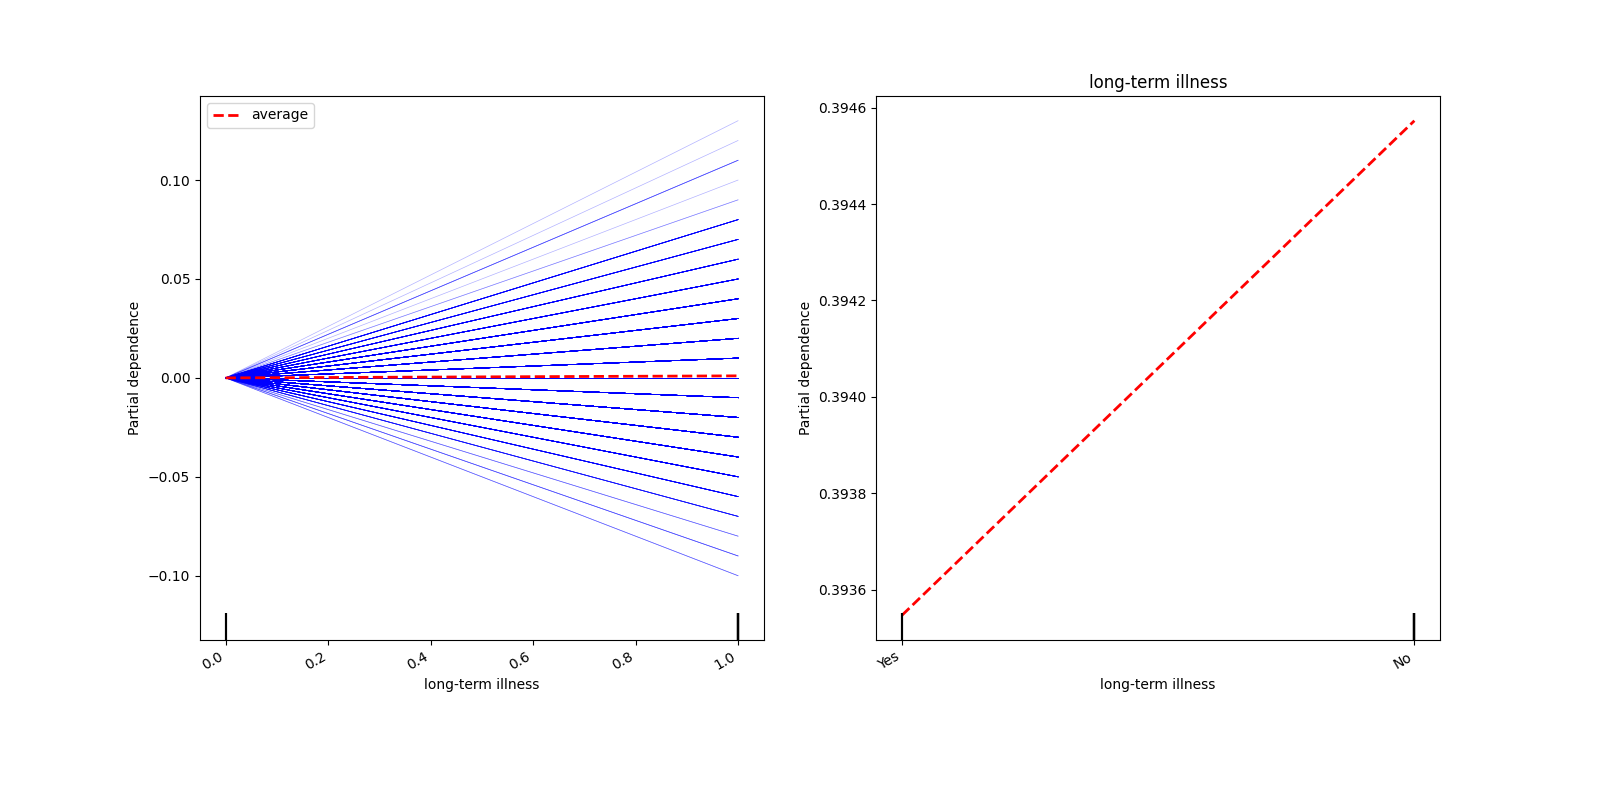 average
0.10
0.05
0.00
−0.05
−0.10
Partial dependence
0.0
0.2
0.4
0.6
0.8
1.0
long-term illness
long-term illness
0.3946
0.3944
0.3942
0.3940
0.3938
0.3936
Partial dependence
Yes
No
long-term illness